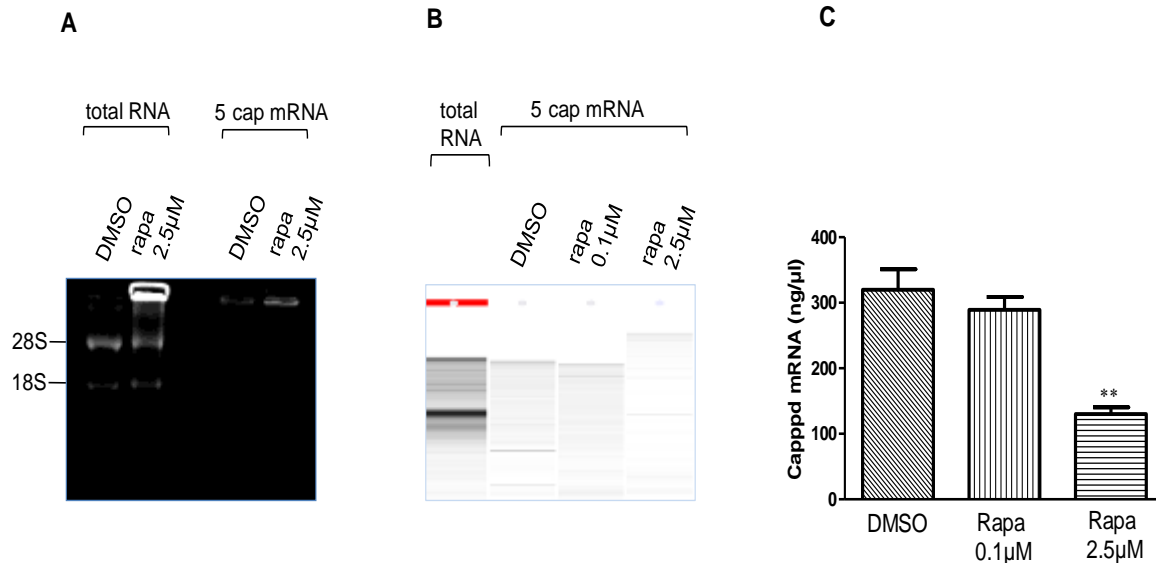 A
total RNA
5 cap mRNA
DMSO
rapa
2.5µM
DMSO
rapa
2.5µM
28S
18S
B
total
RNA
5 cap mRNA
DMSO
rapa
0.1µM
rapa
2.5µM
C
Capppd mRNA (ng/µl)
400
300
200
100
0
**
DMSO
Rapa
0.1µM
Rapa
2.5µM